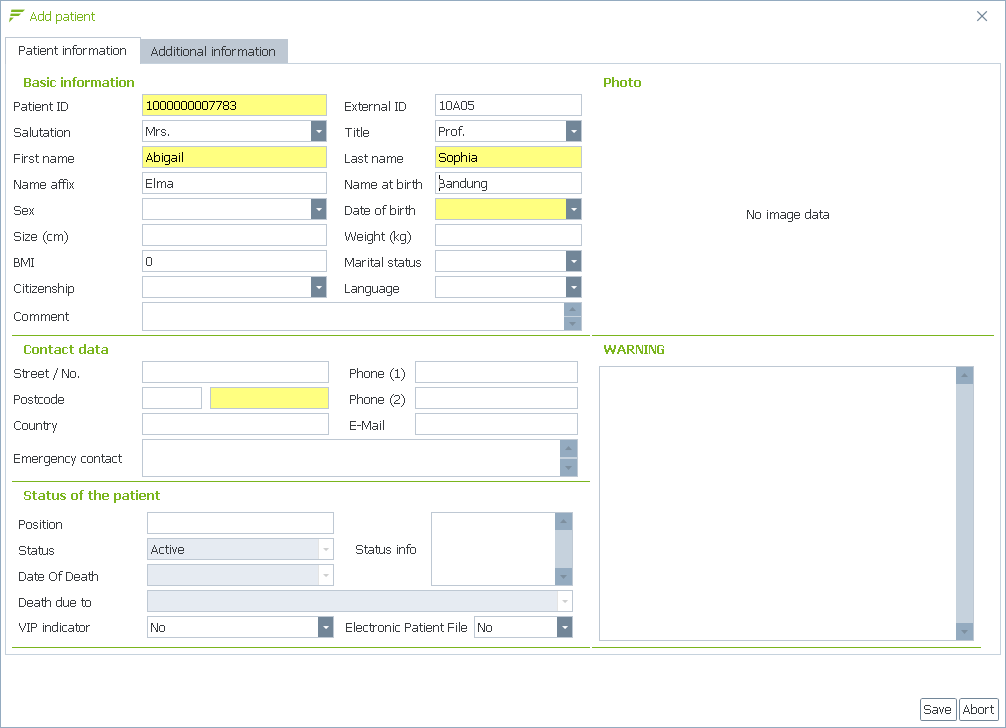 Add patient
Patient information Additional information
Basic information Photo
Patient ID 1000000007783 External ID 10A05
Salutation Mrs. Title Prof.
First name Abigail Last name Sophia
Name affix Elma Name at birth Bandung
Sex Date of birth
No image data
Size (cm) Weight (kg)
BMI 0 Marital status
Citizenship Language
Comment
Contact data WARNING
Street / No. Phone (1)
Postcode Phone (2)
Country E-Mail
Emergency contact
Status of the patient
Position
Status Active Status info
Date Of Death
Death due to
VIP indicator No Electronic Patient File No
Save Abort